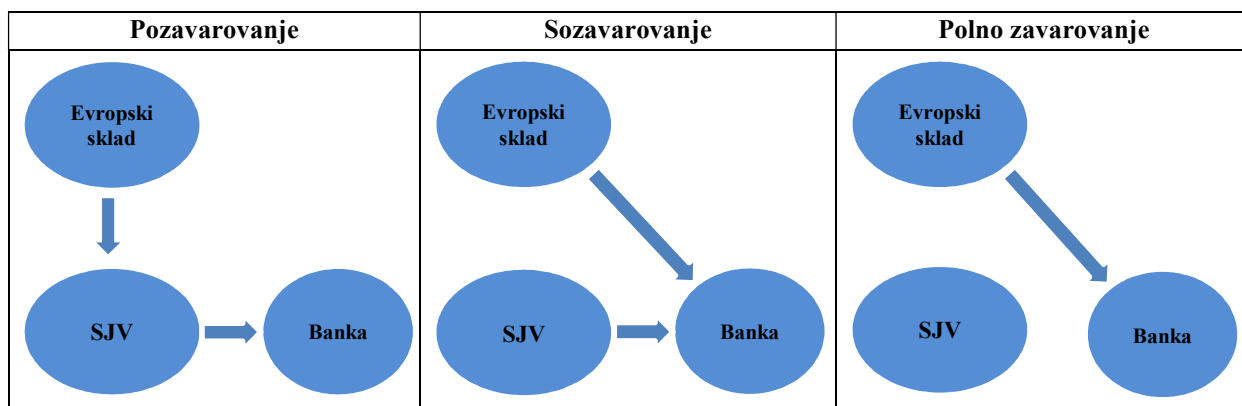 Pozavarovanje
Sozavarovanje
Polno zavarovanje
Evropski
sklad
SJV
Banka
Evropski
sklad
SJV
Banka
Evropski
sklad
SJV
Banka